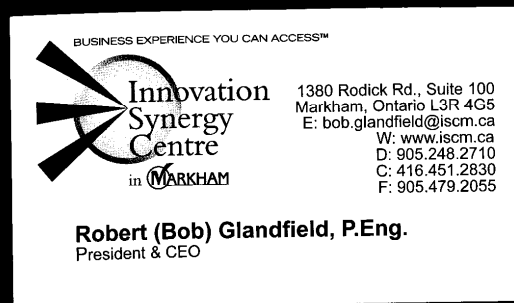 BUSINESS EXPERIENCE YOU CAN ACCESS™
Innovation
Synergy
Centre
in MARKHAM
1380 Rodick Rd., Suite 100
Markham, Ontario L3R 4G5
E: bob.glandfield@iscm.ca
W: www.iscm.ca
D: 905.248.2710
C: 416.451.2830
F: 905.479.2055
Robert (Bob) Glandfield, P.Eng.
President & CEO